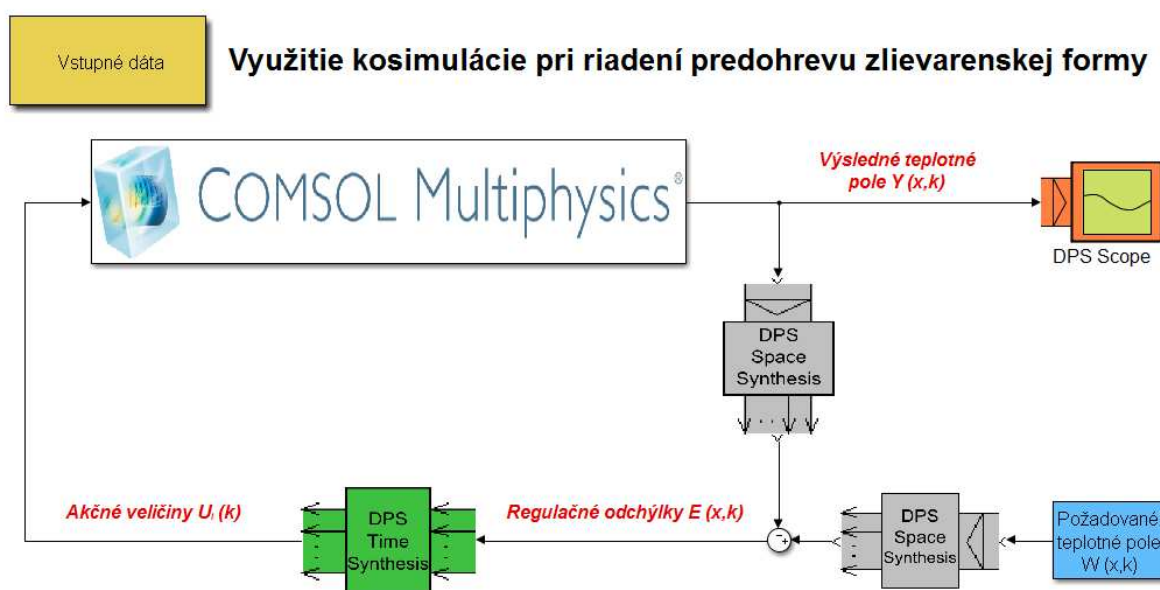 Vstupné dáta
Využitie kosimulácie pri riadení predohrevu zlievarenskej formy
COMSOL Multiphysics®
Výsledné teplotné
pole Y (x,k)
DPS Scope
DPS
Space
Synthesis
Akčné veličiny Uᵢ (k)
DPS
Time
Synthesis
Regulačné odchýlky E (x,k)
- +
DPS
Space
Synthesis
Požadované
teplotné pole
W (x,k)